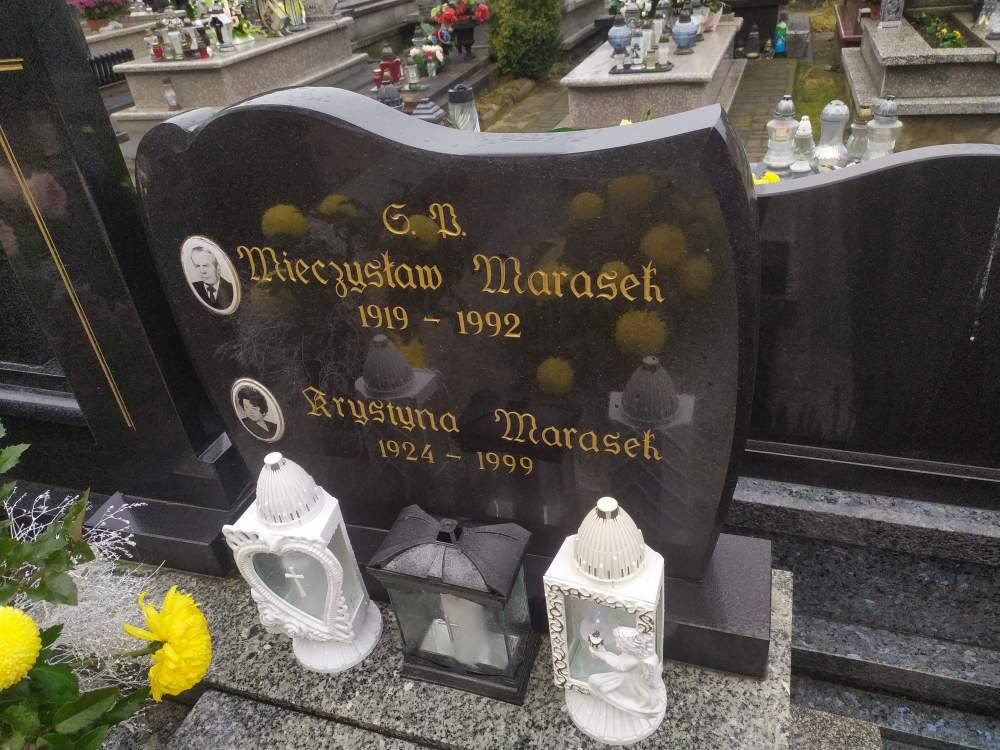 Ś. P.
Mieczysław Marasek
1919 - 1992
Krystyna Marasek
1924 - 1999